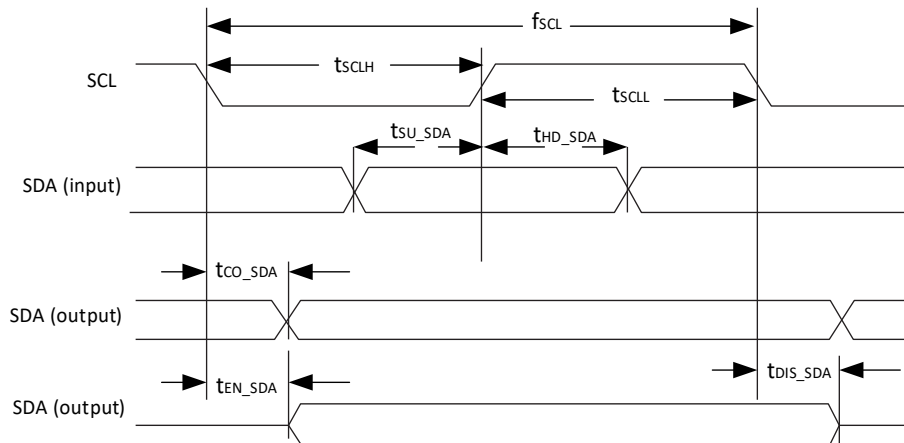 fSCL
tSCLH
SCL
tSCLL
tSU_SDA
tHD_SDA
SDA (input)
tCO_SDA
SDA (output)
tEN_SDA
tDIS_SDA
SDA (output)